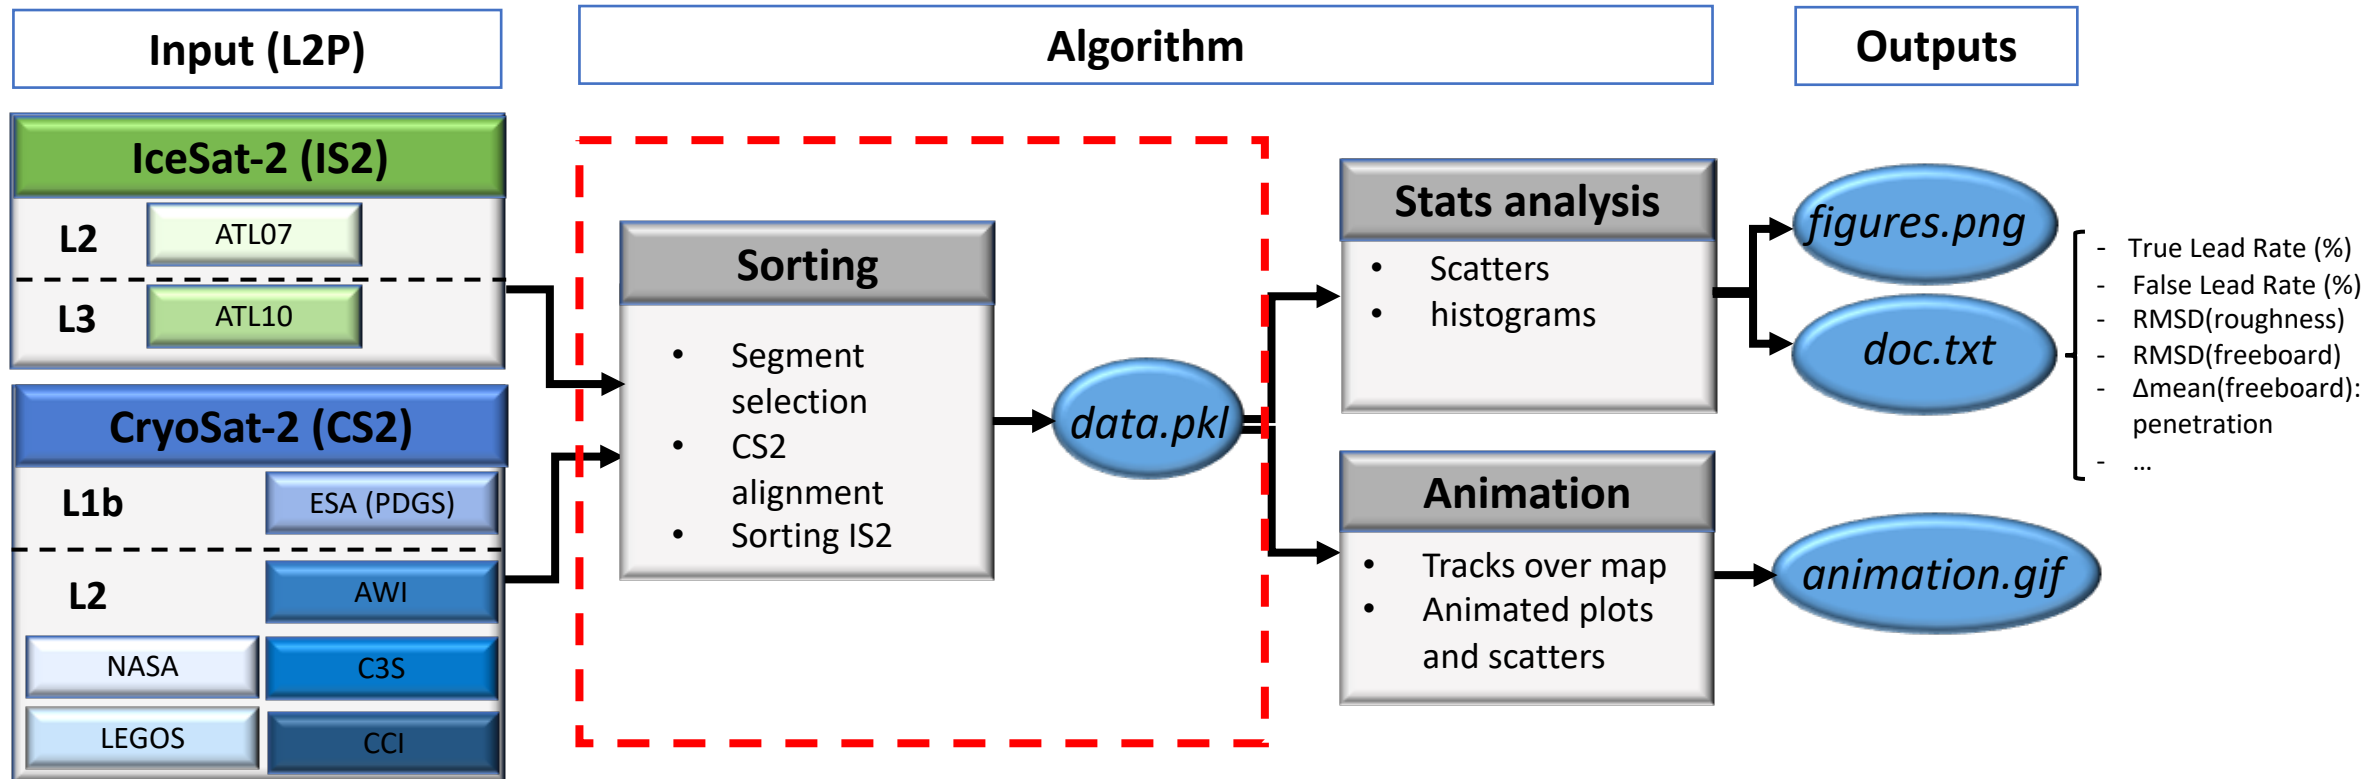 Input (L2P)
Algorithm
Outputs
IceSat-2 (IS2)
L2
ATL07
L3
ATL10
CryoSat-2 (CS2)
L1b
ESA (PDGS)
L2
AWI
NASA
C3S
LEGOS
CCI
Sorting
• Segment
selection
• CS2
alignment
• Sorting IS2
data.pkl
Stats analysis
• Scatters
• histograms
Animation
• Tracks over map
• Animated plots
and scatters
figures.png
doc.txt
- True Lead Rate (%)
- False Lead Rate (%)
- RMSD(roughness)
- RMSD(freeboard)
- Δmean(freeboard):
penetration
- ...
animation.gif